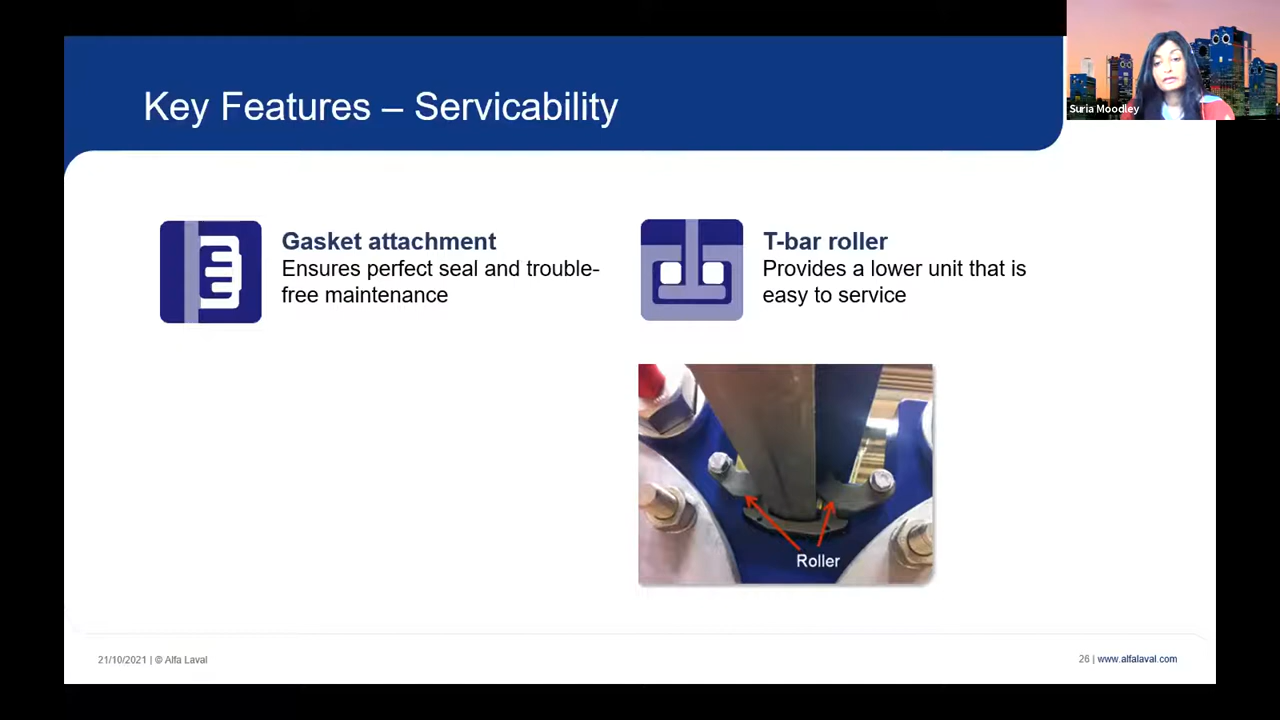 Key Features – Servicability
Suria Moodley
Gasket attachment
Ensures perfect seal and trouble-
free maintenance
T-bar roller
Provides a lower unit that is
easy to service
Roller
21/10/2021 | © Alfa Laval
26 | www.alfalaval.com